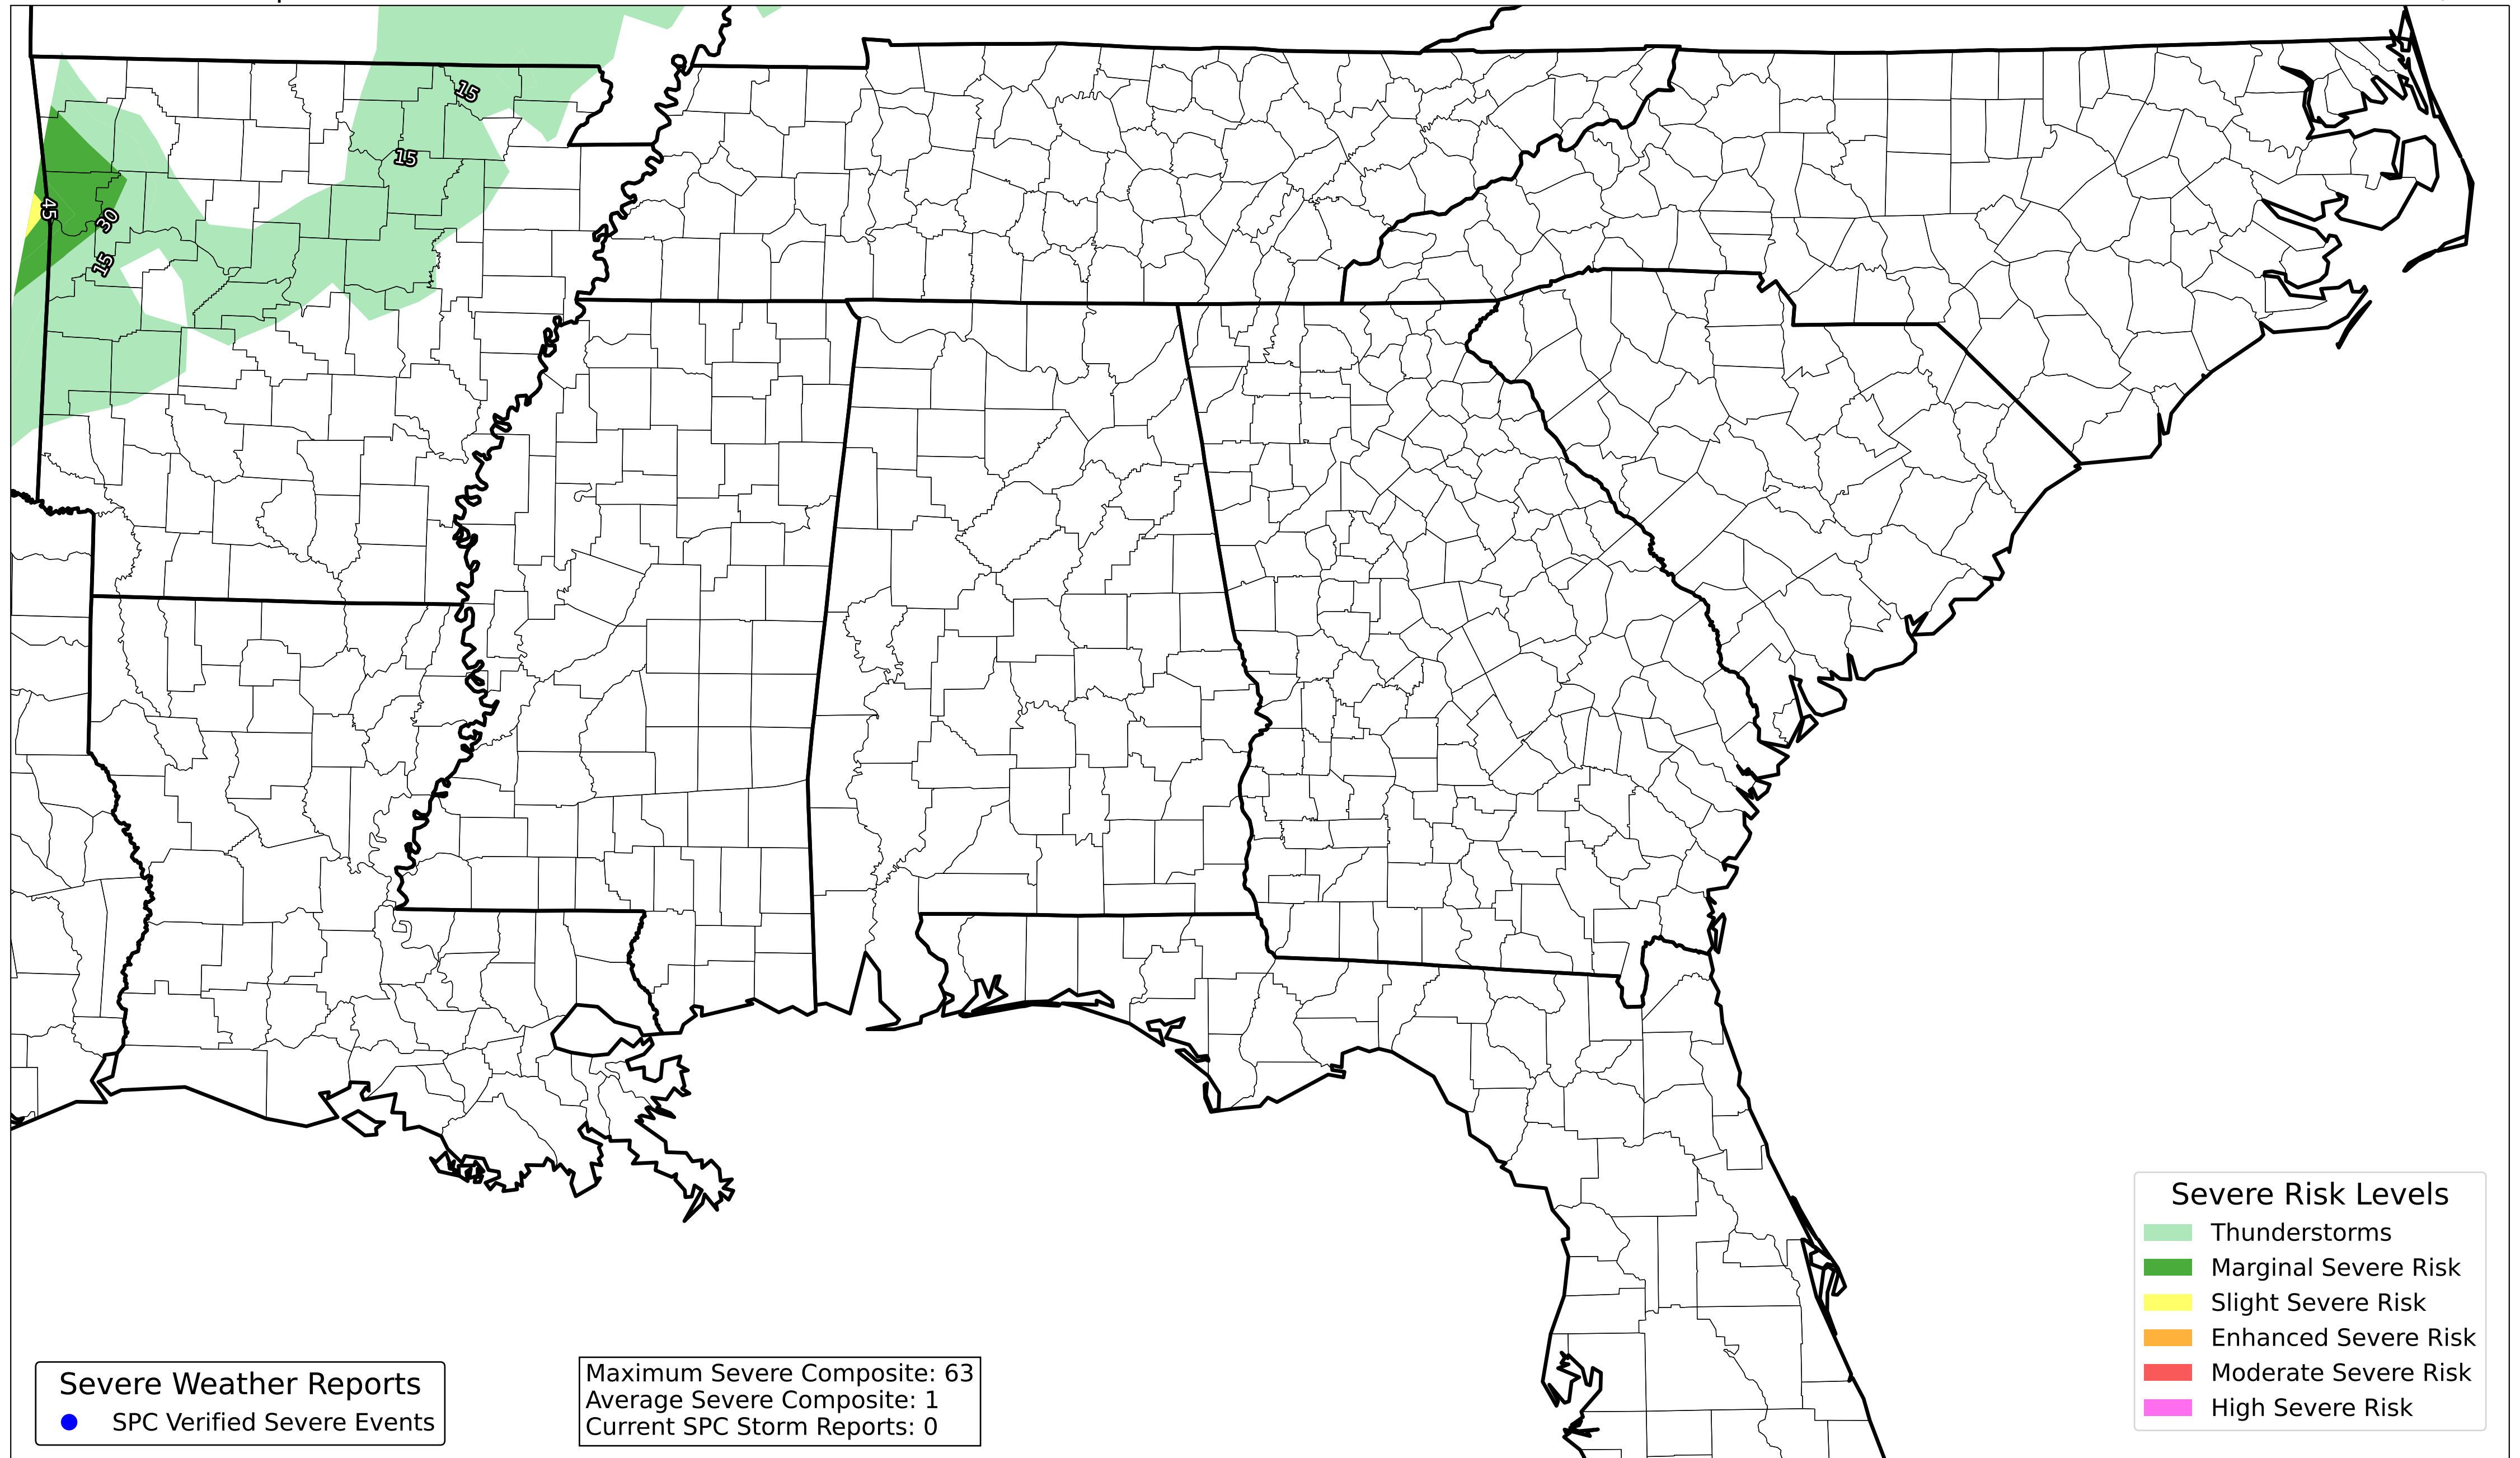 15
15
45
30
15
Severe Risk Levels
Thunderstorms
Marginal Severe Risk
Slight Severe Risk
Enhanced Severe Risk
Moderate Severe Risk
High Severe Risk
Severe Weather Reports
SPC Verified Severe Events
Maximum Severe Composite: 63
Average Severe Composite: 1
Current SPC Storm Reports: 0